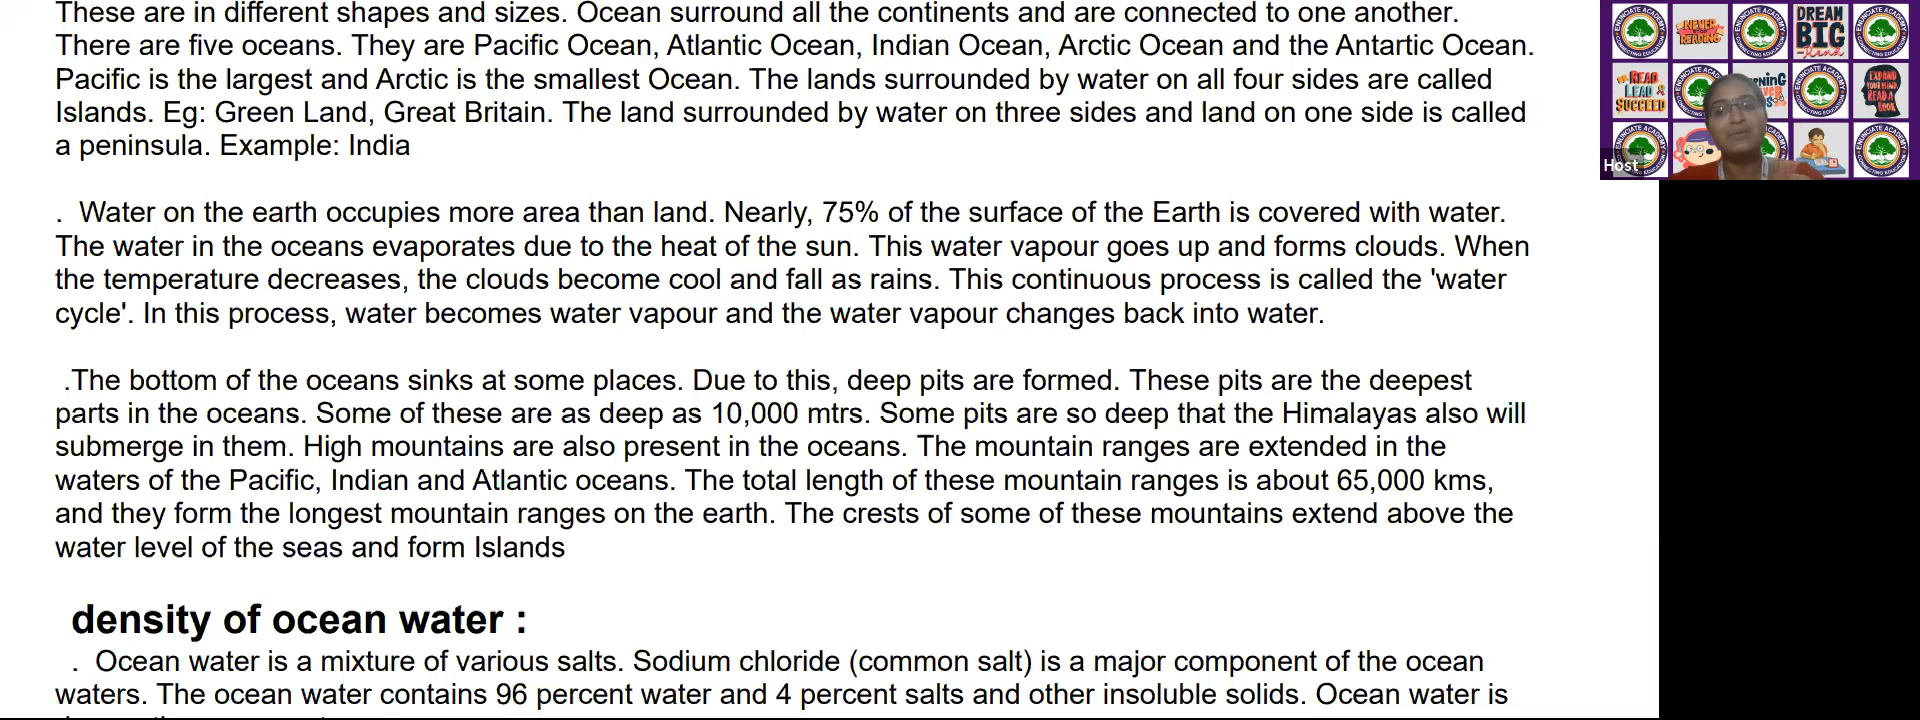 These are in different shapes and sizes. Ocean surround all the continents and are connected to one another.
There are five oceans. They are Pacific Ocean, Atlantic Ocean, Indian Ocean, Arctic Ocean and the Antartic Ocean.
Pacific is the largest and Arctic is the smallest Ocean. The lands surrounded by water on all four sides are called
Islands. Eg: Green Land, Great Britain. The land surrounded by water on three sides and land on one side is called
a peninsula. Example: India
. Water on the earth occupies more area than land. Nearly, 75% of the surface of the Earth is covered with water.
The water in the oceans evaporates due to the heat of the sun. This water vapour goes up and forms clouds. When
the temperature decreases, the clouds become cool and fall as rains. This continuous process is called the 'water
cycle'. In this process, water becomes water vapour and the water vapour changes back into water.
.The bottom of the oceans sinks at some places. Due to this, deep pits are formed. These pits are the deepest
parts in the oceans. Some of these are as deep as 10,000 mtrs. Some pits are so deep that the Himalayas also will
submerge in them. High mountains are also present in the oceans. The mountain ranges are extended in the
waters of the Pacific, Indian and Atlantic oceans. The total length of these mountain ranges is about 65,000 kms,
and they form the longest mountain ranges on the earth. The crests of some of these mountains extend above the
water level of the seas and form Islands
density of ocean water :
. Ocean water is a mixture of various salts. Sodium chloride (common salt) is a major component of the ocean
waters. The ocean water contains 96 percent water and 4 percent salts and other insoluble solids. Ocean water is
NEVER
READING
DREAM
BIG
READ
LEAD
SUCCEED
EXPAND
YOUR MIND
READ A
BOOK
ENUNCIATE ACADEMY
CONNECTING EDUCATION
Host